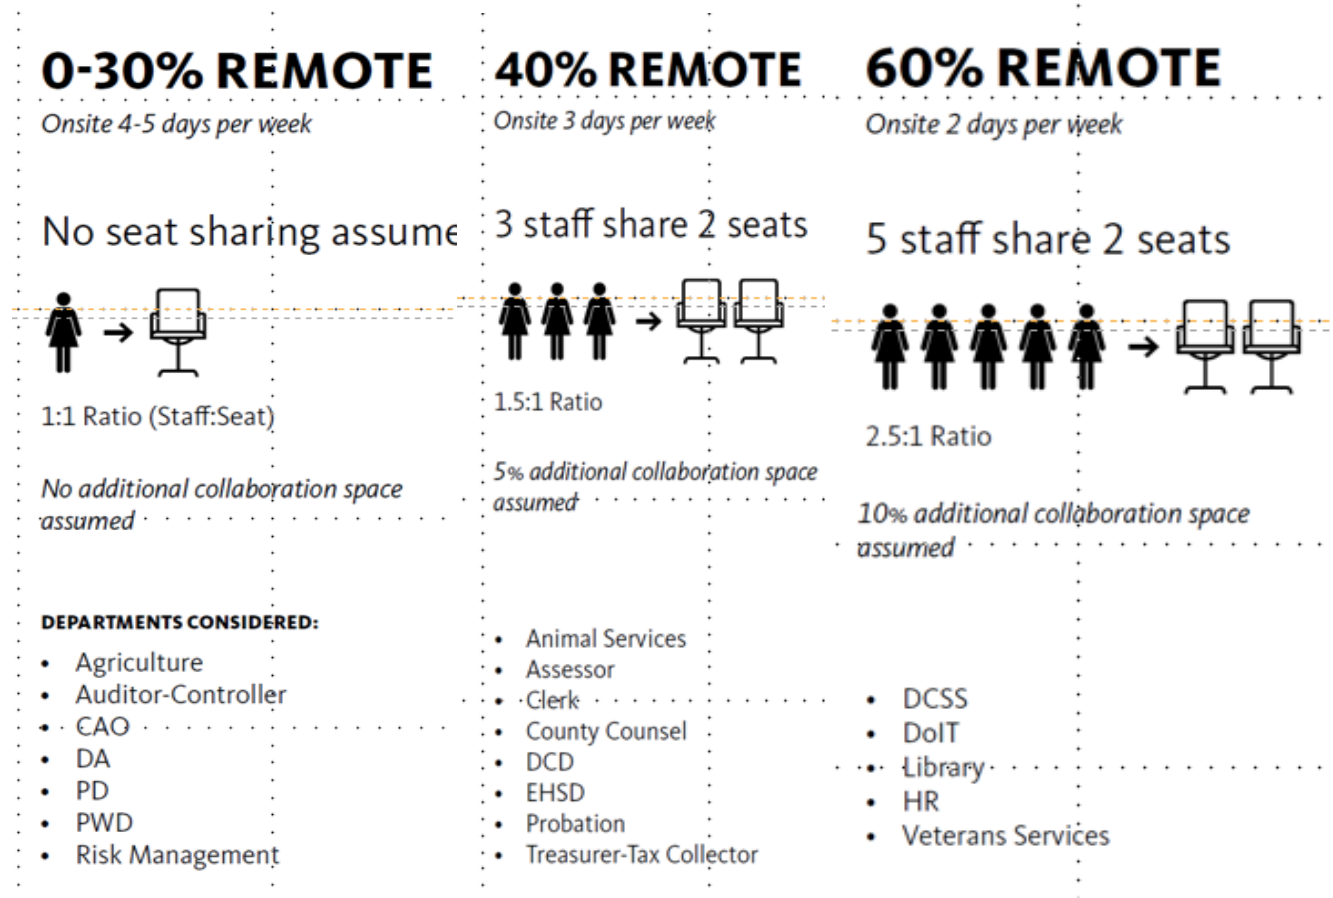 0-30% REMOTE
Onsite 4-5 days per week
No seat sharing assume
1:1 Ratio (Staff:Seat)
No additional collaboration space
assumed
DEPARTMENTS CONSIDERED:
• Agriculture
• Auditor-Controller
• CAO
• DA
• PD
• PWD
• Risk Management
40% REMOTE
Onsite 3 days per week
3 staff share 2 seats
1.5:1 Ratio
5% additional collaboration space
assumed
• Animal Services
• Assessor
• Clerk
• County Counsel
• DCD
• EHSD
• Probation
• Treasurer-Tax Collector
60% REMOTE
Onsite 2 days per week
5 staff share 2 seats
2.5:1 Ratio
10% additional collaboration space
assumed
• DCSS
• DoIT
• Library
• HR
• Veterans Services